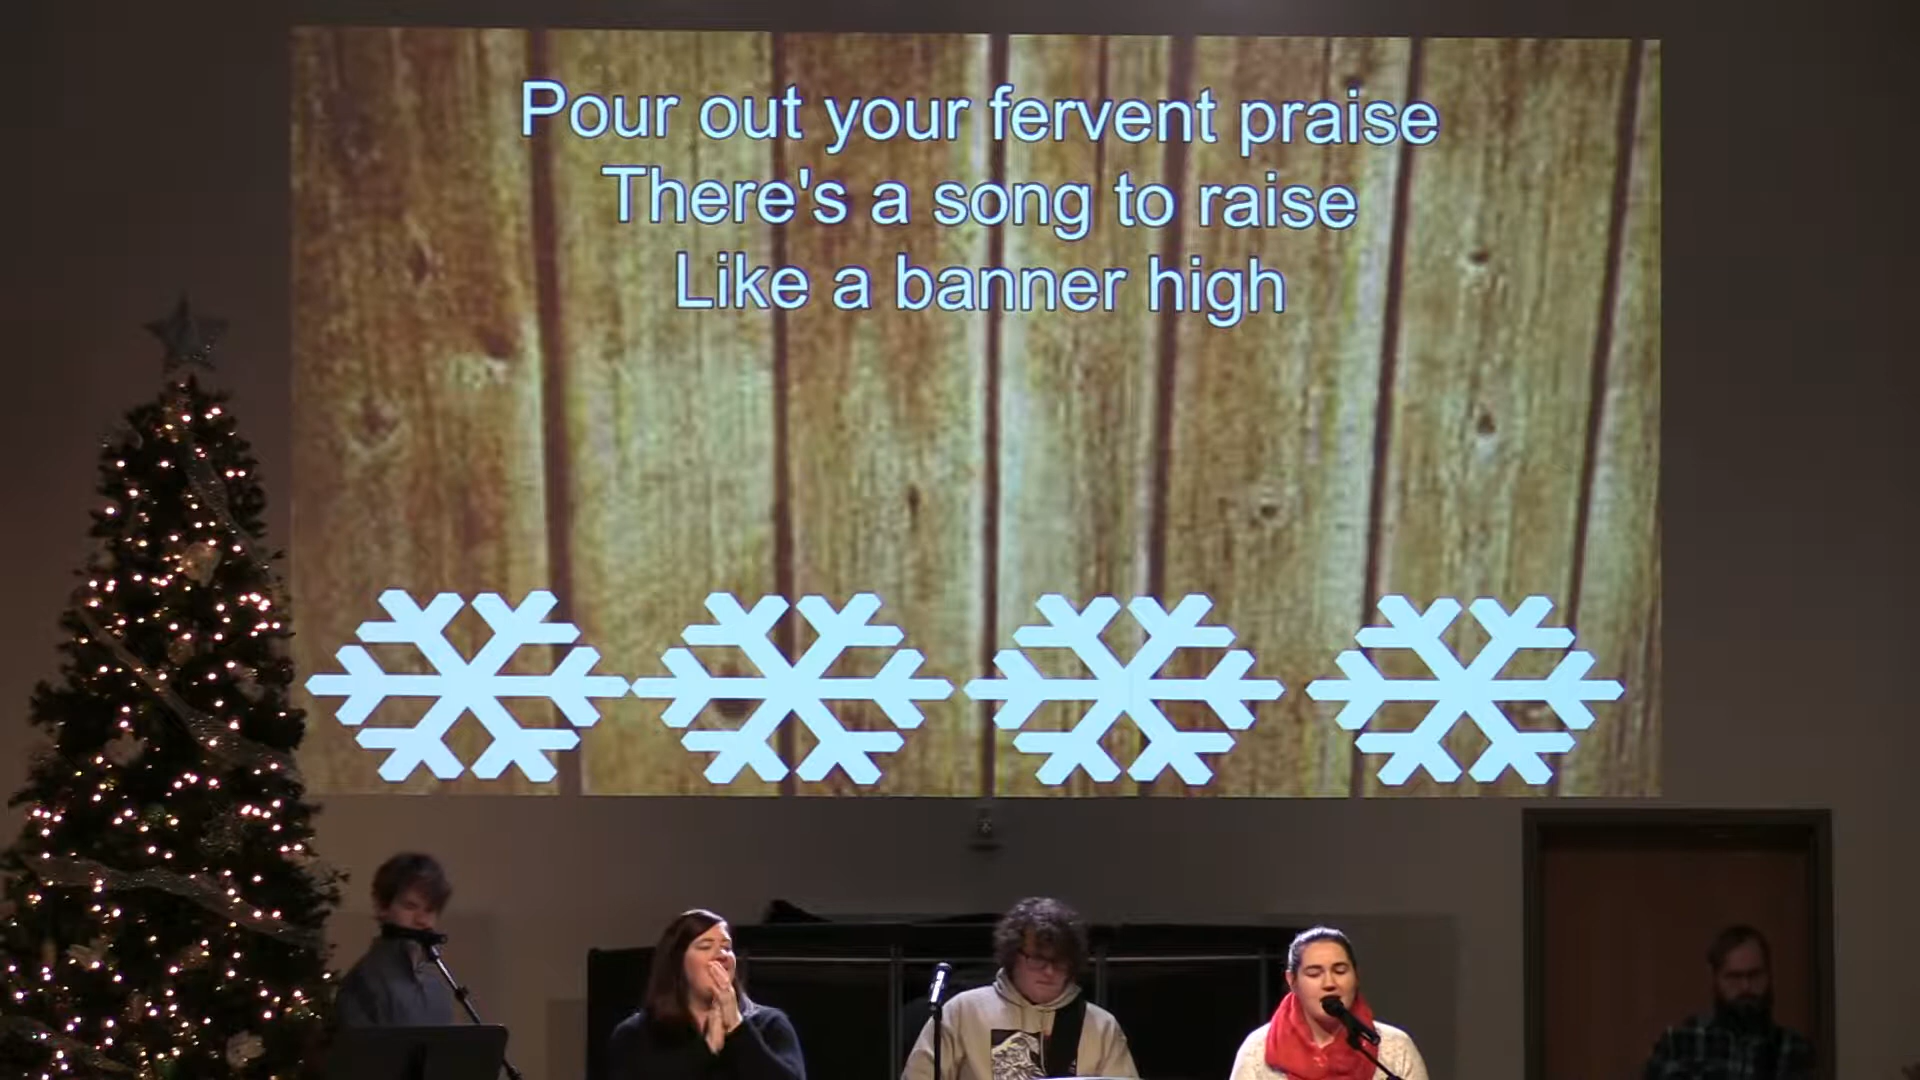 Pour out your fervent praise
There's a song to raise
Like a banner high